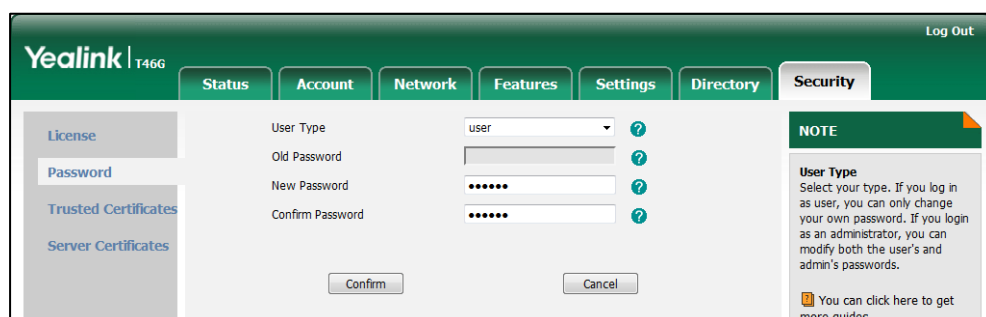 Log Out
Yealink | T46G
Status Account Network Features Settings Directory Security
License
Password
Trusted Certificates
Server Certificates
User Type user
Old Password
New Password ••••••
Confirm Password ••••••
Confirm Cancel
NOTE
User Type
Select your type. If you log in
as user, you can only change
your own password. If you login
as an administrator, you can
modify both the user's and
admin's passwords.
You can click here to get
more guides